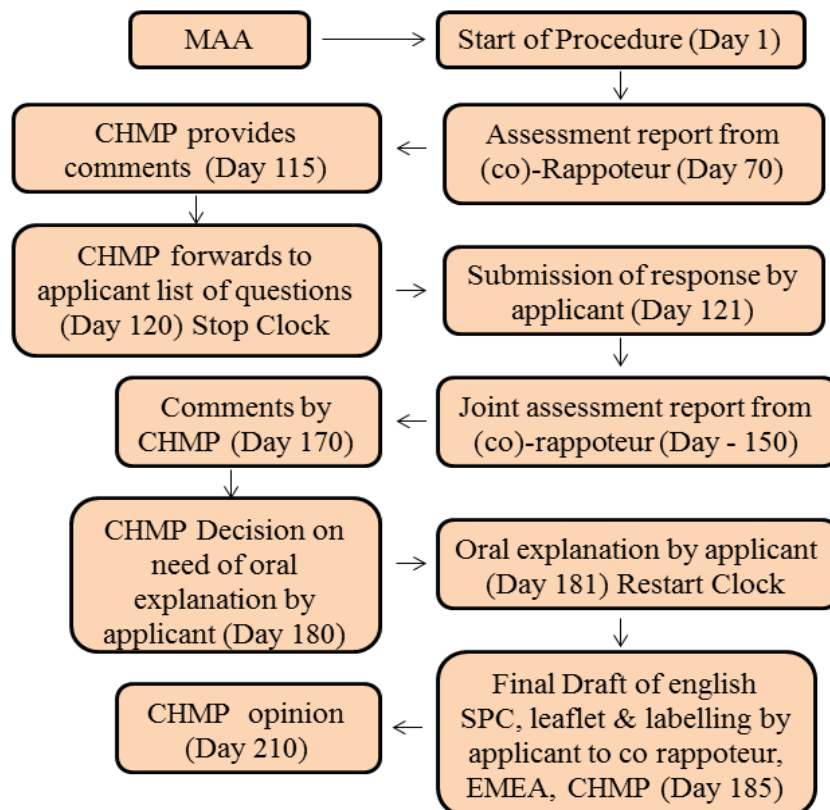 MAA
Start of Procedure (Day 1)
Assessment report from
(co)-Rappoteur (Day 70)
CHMP provides
comments (Day 115)
CHMP forwards to
applicant list of questions
(Day 120) Stop Clock
Submission of response by
applicant (Day 121)
Joint assessment report from
(co)-rappoteur (Day - 150)
Comments by
CHMP (Day 170)
CHMP Decision on
need of oral
explanation by
applicant (Day 180)
Oral explanation by applicant
(Day 181) Restart Clock
Final Draft of english
SPC, leaflet & labelling by
applicant to co rappoteur,
EMEA, CHMP (Day 185)
CHMP opinion
(Day 210)